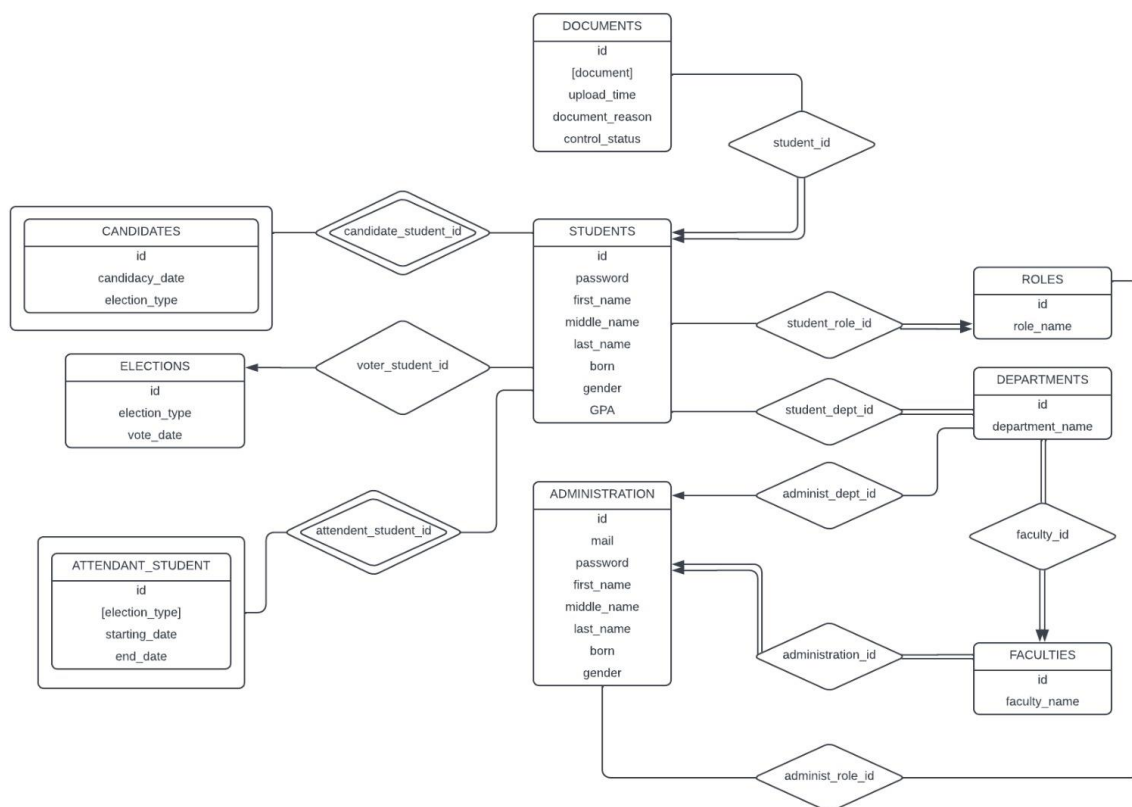 DOCUMENTS
id
[document]
upload_time
document_reason
control_status
student_id
CANDIDATES
id
candidacy_date
election_type
candidate_student_id
STUDENTS
id
password
first_name
middle_name
last_name
born
gender
GPA
student_role_id
ROLES
id
role_name
ELECTIONS
id
election_type
vote_date
voter_student_id
student_dept_id
DEPARTMENTS
id
department_name
administ_dept_id
faculty_id
ATTENDANT_STUDENT
id
[election_type]
starting_date
end_date
attendent_student_id
ADMINISTRATION
id
mail
password
first_name
middle_name
last_name
born
gender
administration_id
FACULTIES
id
faculty_name
administ_role_id